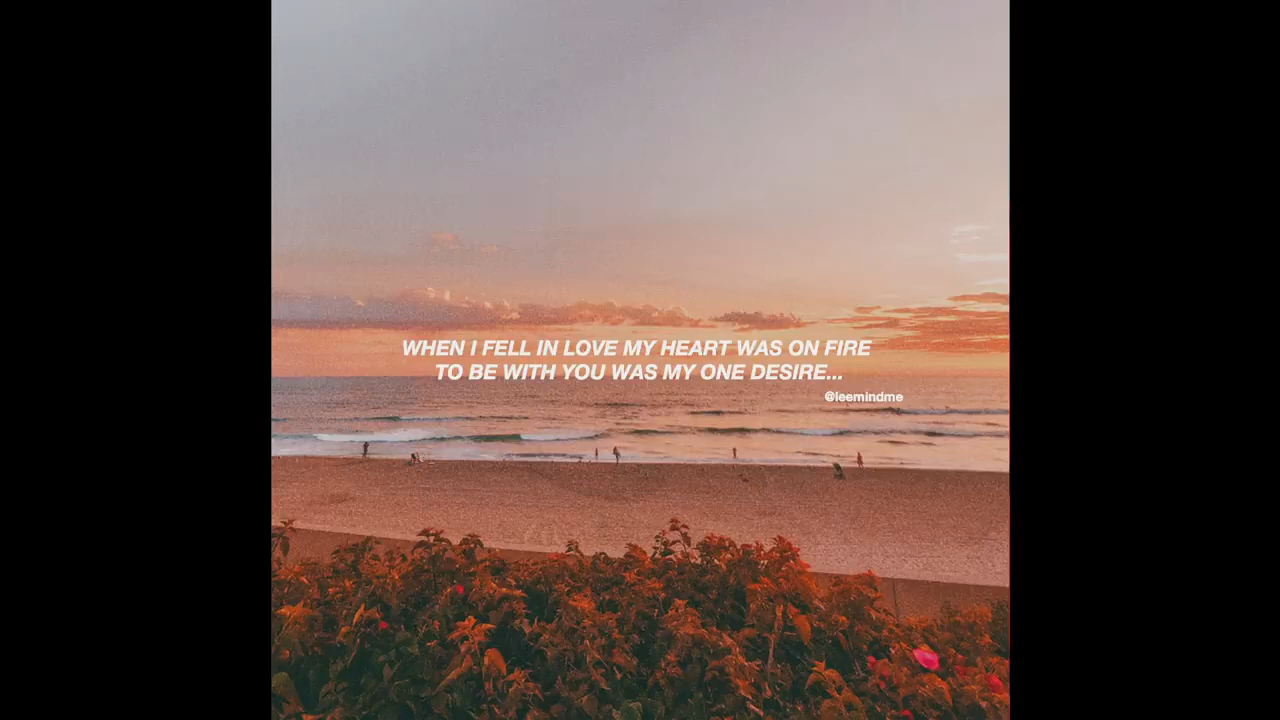 WHEN I FELL IN LOVE MY HEART WAS ON FIRE
TO BE WITH YOU WAS MY ONE DESIRE...
@leemindme